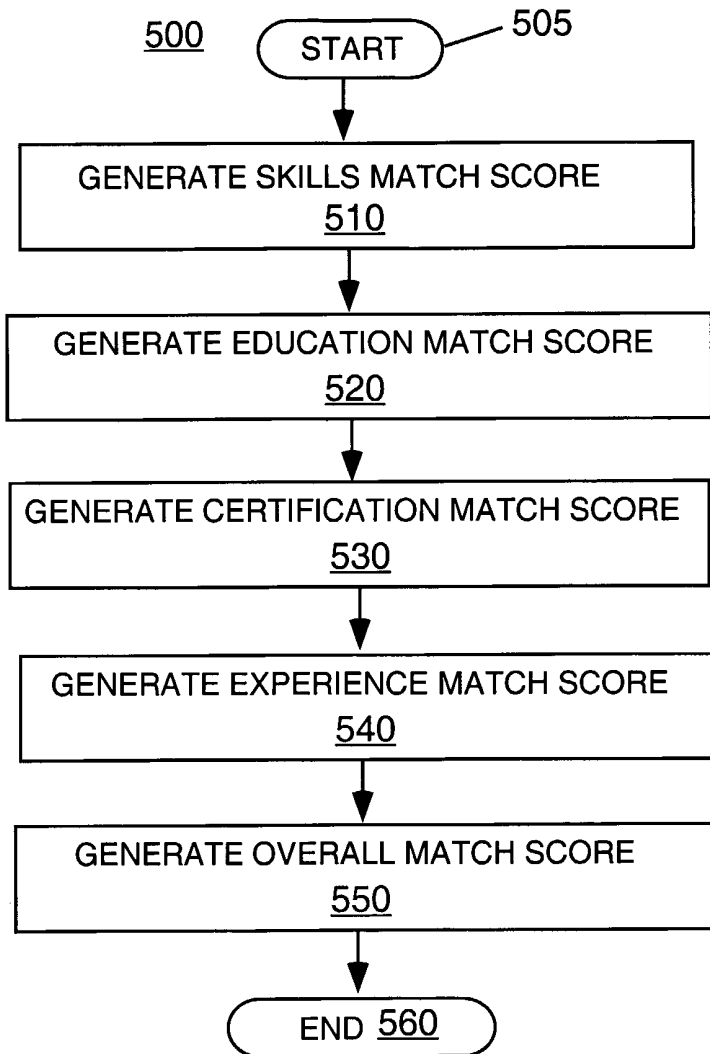 500
START
505
GENERATE SKILLS MATCH SCORE
510
GENERATE EDUCATION MATCH SCORE
520
GENERATE CERTIFICATION MATCH SCORE
530
GENERATE EXPERIENCE MATCH SCORE
540
GENERATE OVERALL MATCH SCORE
550
END 560